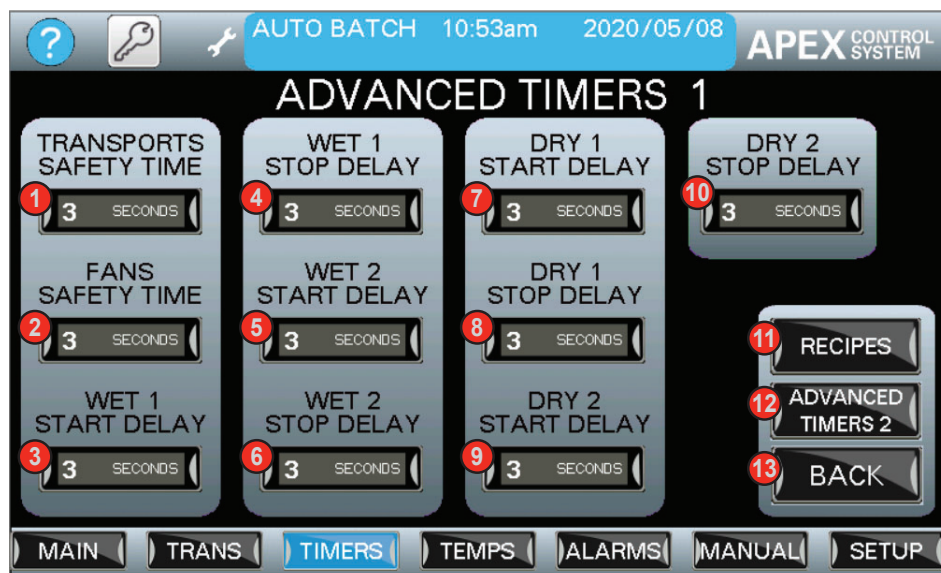 ?
AUTO BATCH 10:53am 2020/05/08
APEX CONTROL SYSTEM
ADVANCED TIMERS 1
TRANSPORTS
SAFETY TIME
1
3 SECONDS
FANS
SAFETY TIME
2
3 SECONDS
WET 1
START DELAY
3
3 SECONDS
WET 1
STOP DELAY
4
3 SECONDS
WET 2
START DELAY
5
3 SECONDS
WET 2
STOP DELAY
6
3 SECONDS
DRY 1
START DELAY
7
3 SECONDS
DRY 1
STOP DELAY
8
3 SECONDS
DRY 2
START DELAY
9
3 SECONDS
DRY 2
STOP DELAY
10
3 SECONDS
11
RECIPES
12
ADVANCED
TIMERS 2
13
BACK
MAIN TRANS TIMERS TEMPS ALARMS MANUAL SETUP